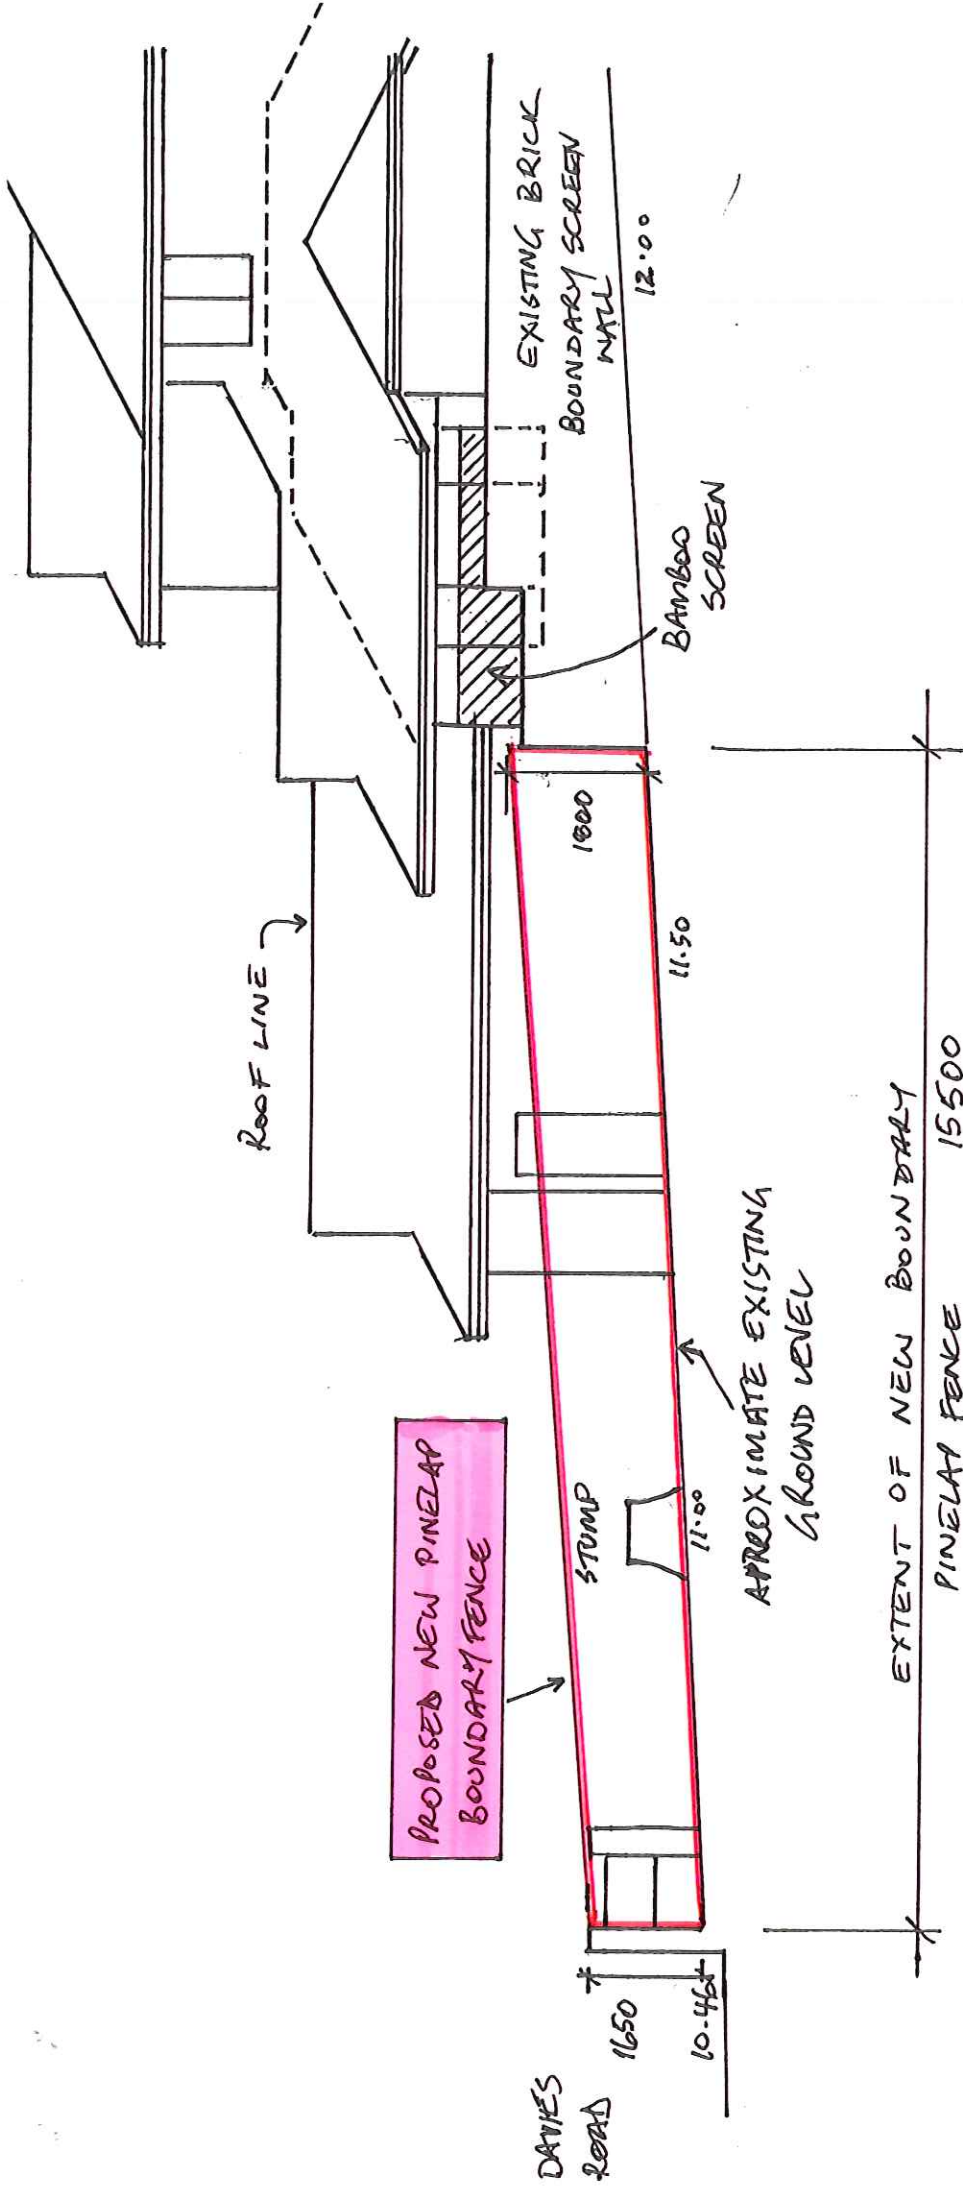 ROOF LINE
PROPOSED NEW PINELAP
BOUNDARY FENCE
EXISTING BRICK
BOUNDARY SCREEN
WALL
12.00
BAMBOO
SCREEN
1800
11.50
STUMP
11.00
APPROXIMATE EXISTING
GROUND LEVEL
DAVIES
ROAD
1650
10.46
EXTENT OF NEW BOUNDARY
PINELAP FENCE 15500